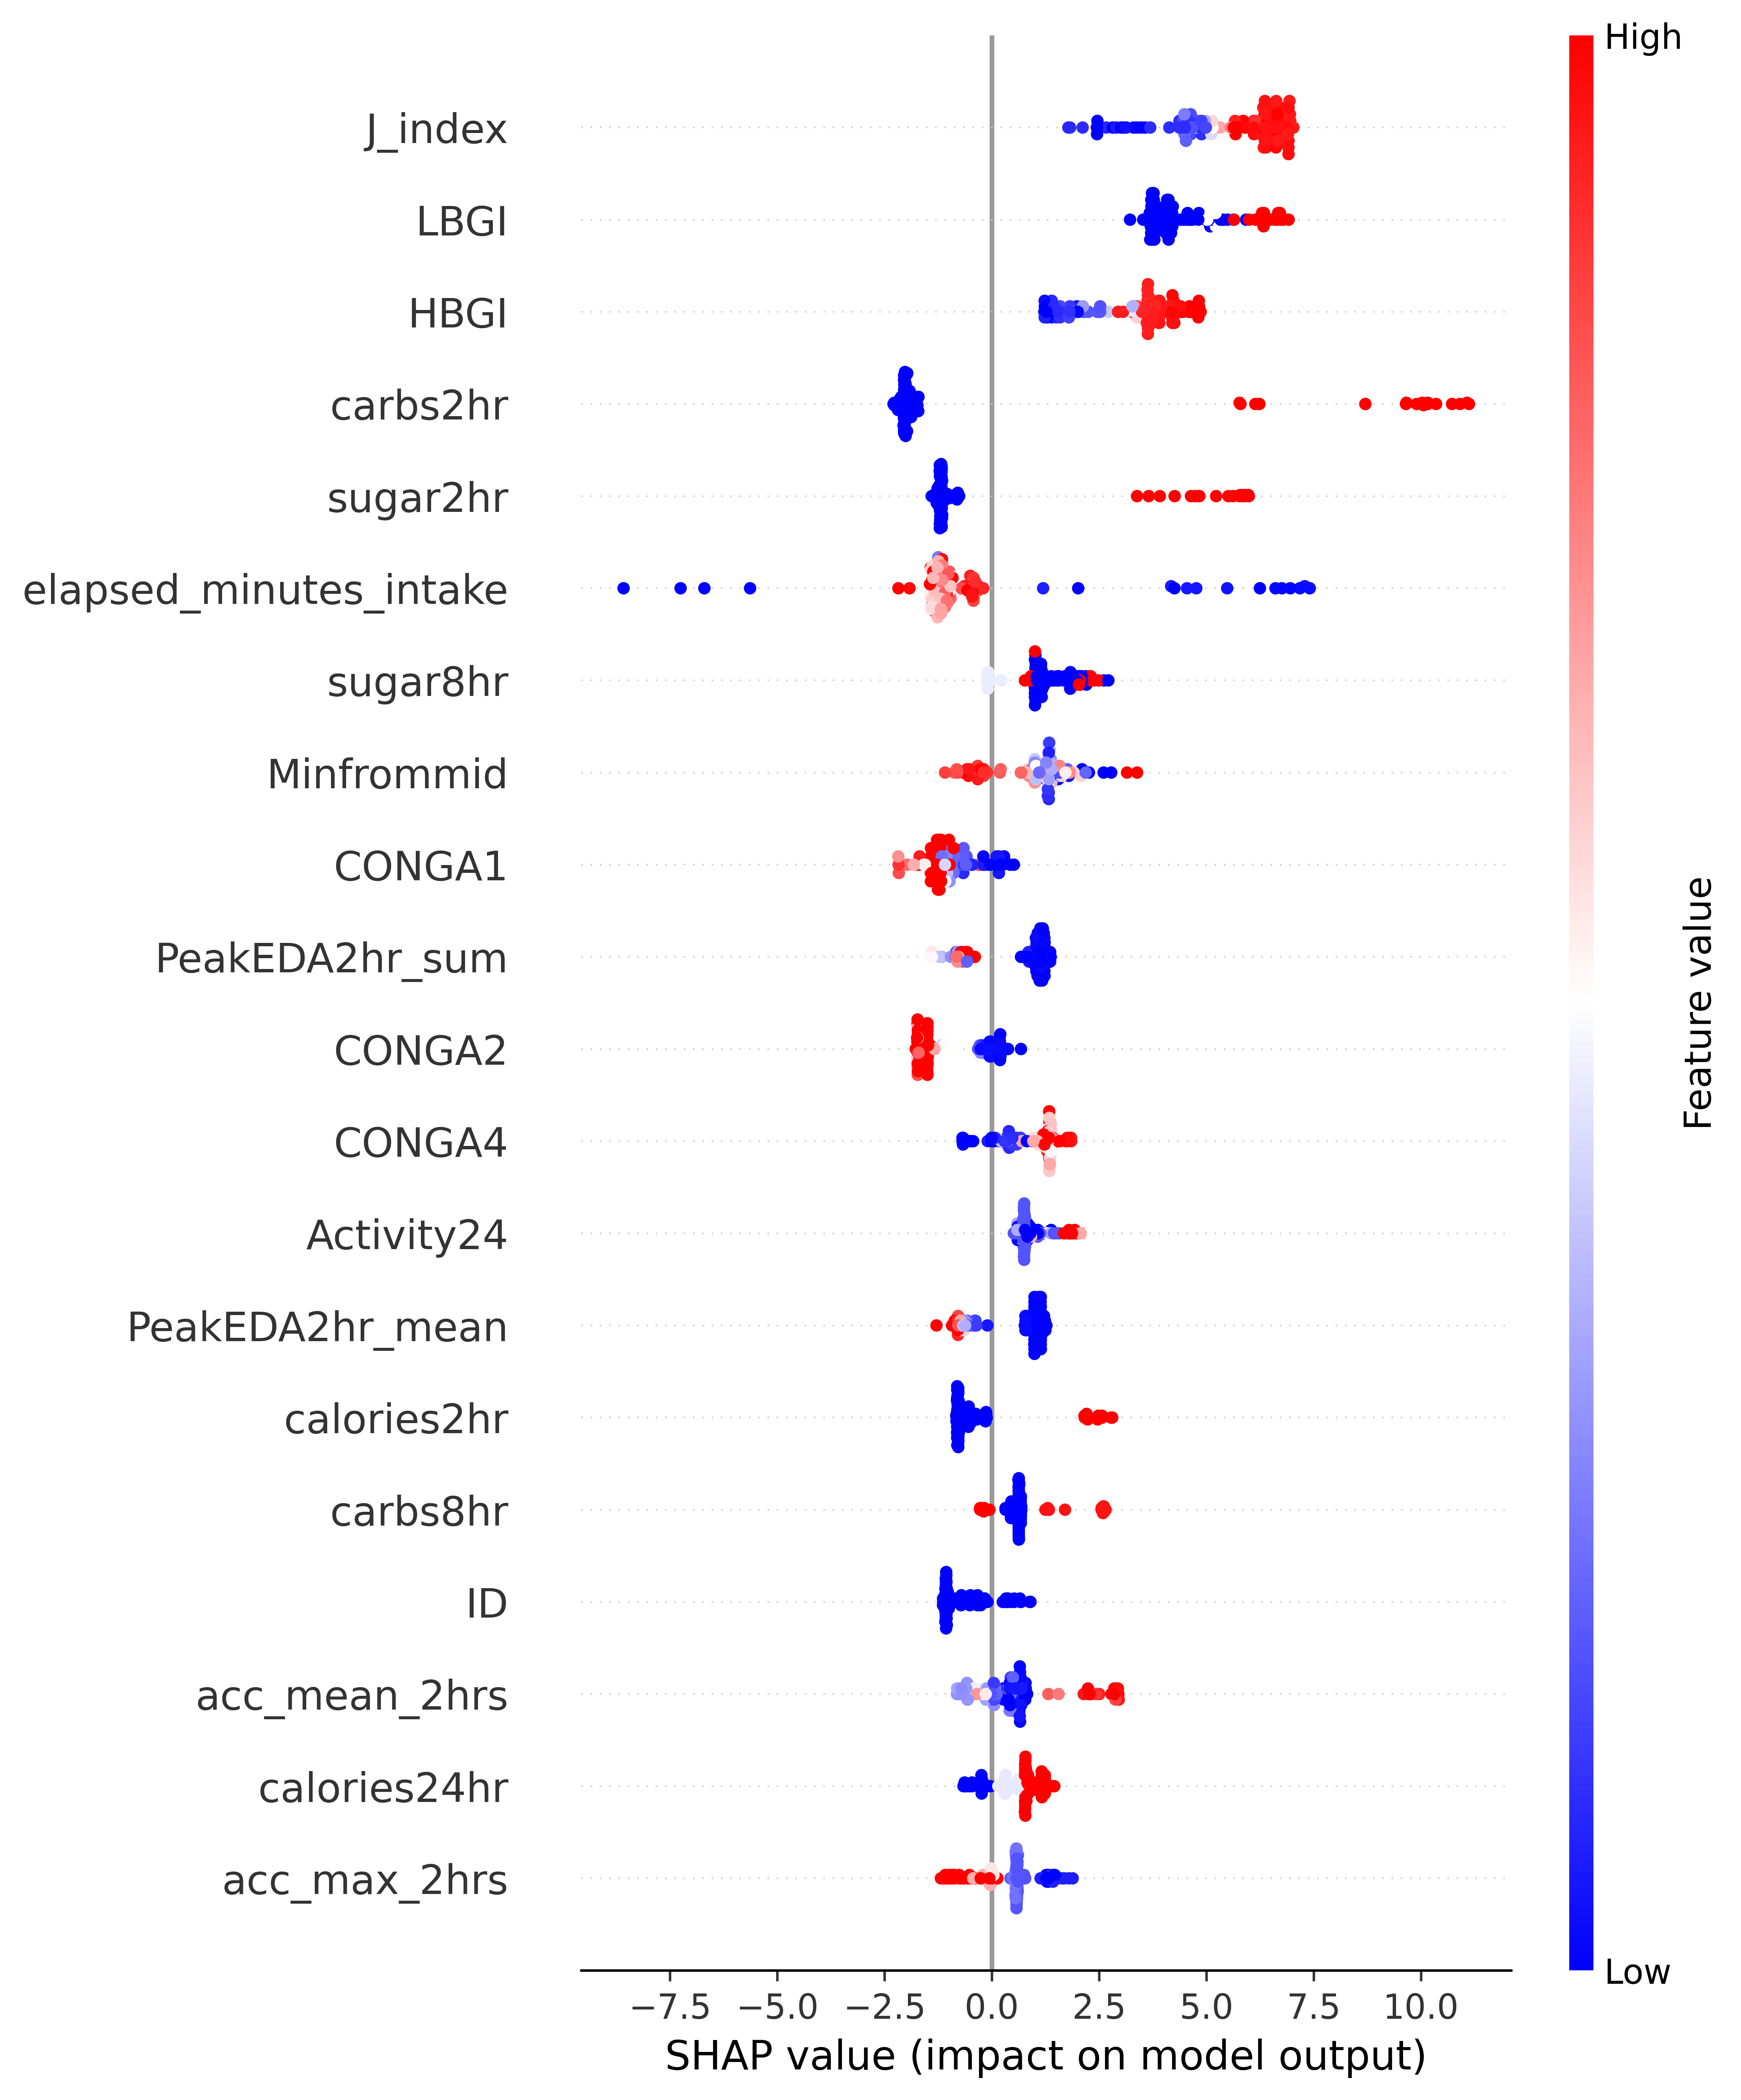 High
J_index
LBGI
HBGI
carbs2hr
sugar2hr
elapsed_minutes_intake
sugar8hr
Minfrommid
CONGA1
PeakEDA2hr_sum
CONGA2
CONGA4
Activity24
PeakEDA2hr_mean
calories2hr
carbs8hr
ID
acc_mean_2hrs
calories24hr
acc_max_2hrs
Feature value
Low
−7.5 −5.0 −2.5 0.0 2.5 5.0 7.5 10.0
SHAP value (impact on model output)